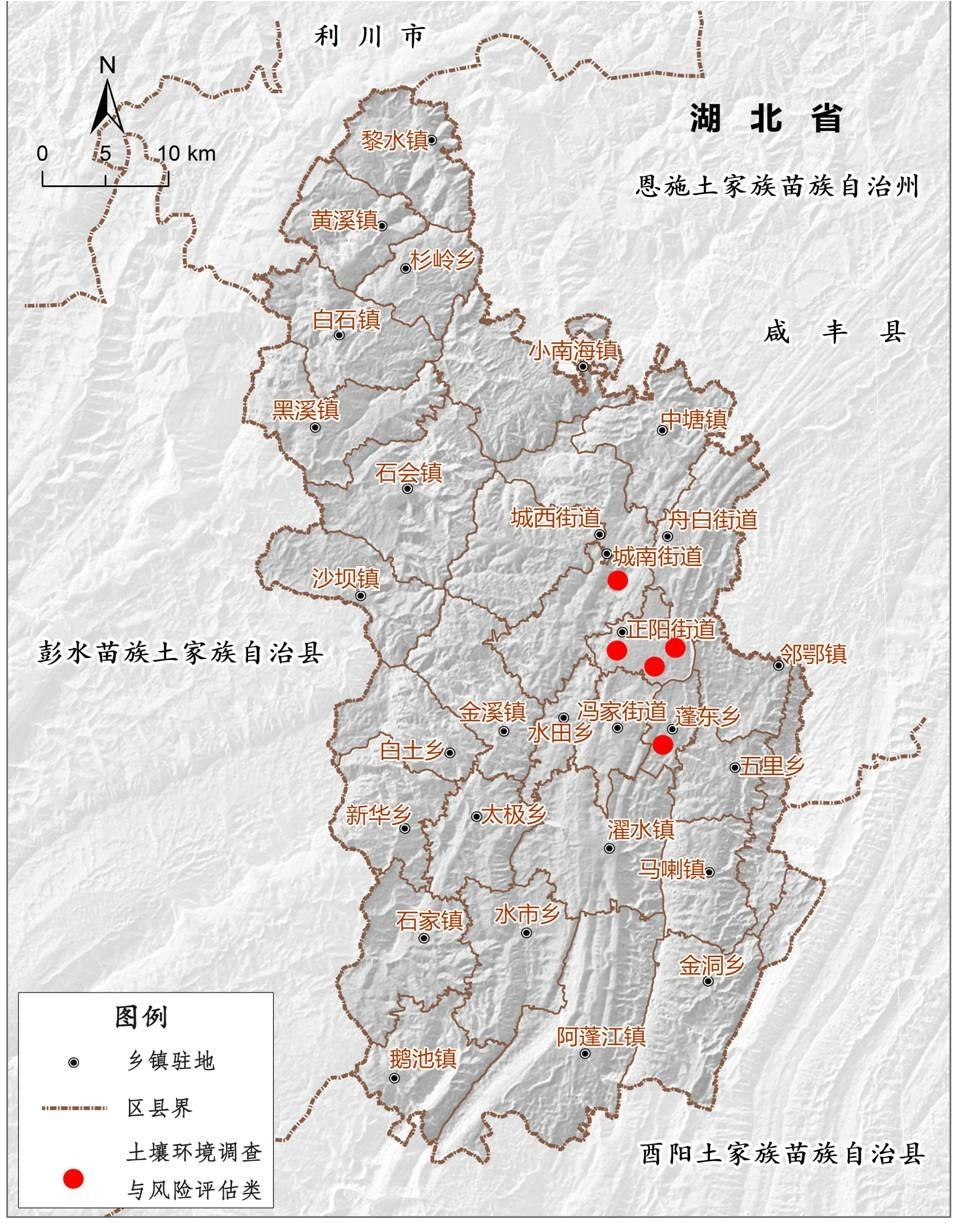 利川市
N
湖北省
0 5 10 km
黎水镇
恩施土家族苗族自治州
黄溪镇
杉岭乡
白石镇
咸丰县
小南海镇
黑溪镇
中塘镇
石会镇
城西街道
舟白街道
城南街道
沙坝镇
正阳街道
彭水苗族土家族自治县
邻鄂镇
金溪镇
冯家街道
蓬东乡
水田乡
白土乡
五里乡
新华乡
太极乡
濯水镇
马喇镇
石家镇
水市乡
金洞乡
图例
阿蓬江镇
乡镇驻地
鹅池镇
区县界
土壤环境调查
与风险评估类
酉阳土家族苗族自治县